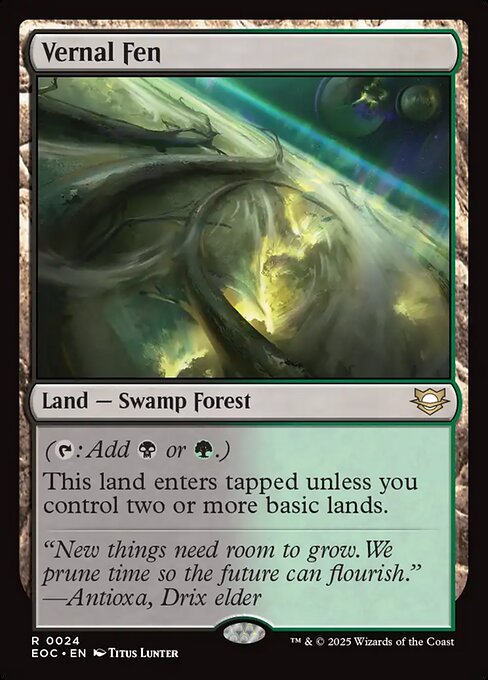 Vernal Fen
Land — Swamp Forest
(: Add or .)
This land enters tapped unless you
control two or more basic lands.
“New things need room to grow. We
prune time so the future can flourish.”
—Antioxa, Drix elder
R 0024
EOC • EN Titus Lunter
™ & © 2025 Wizards of the Coast